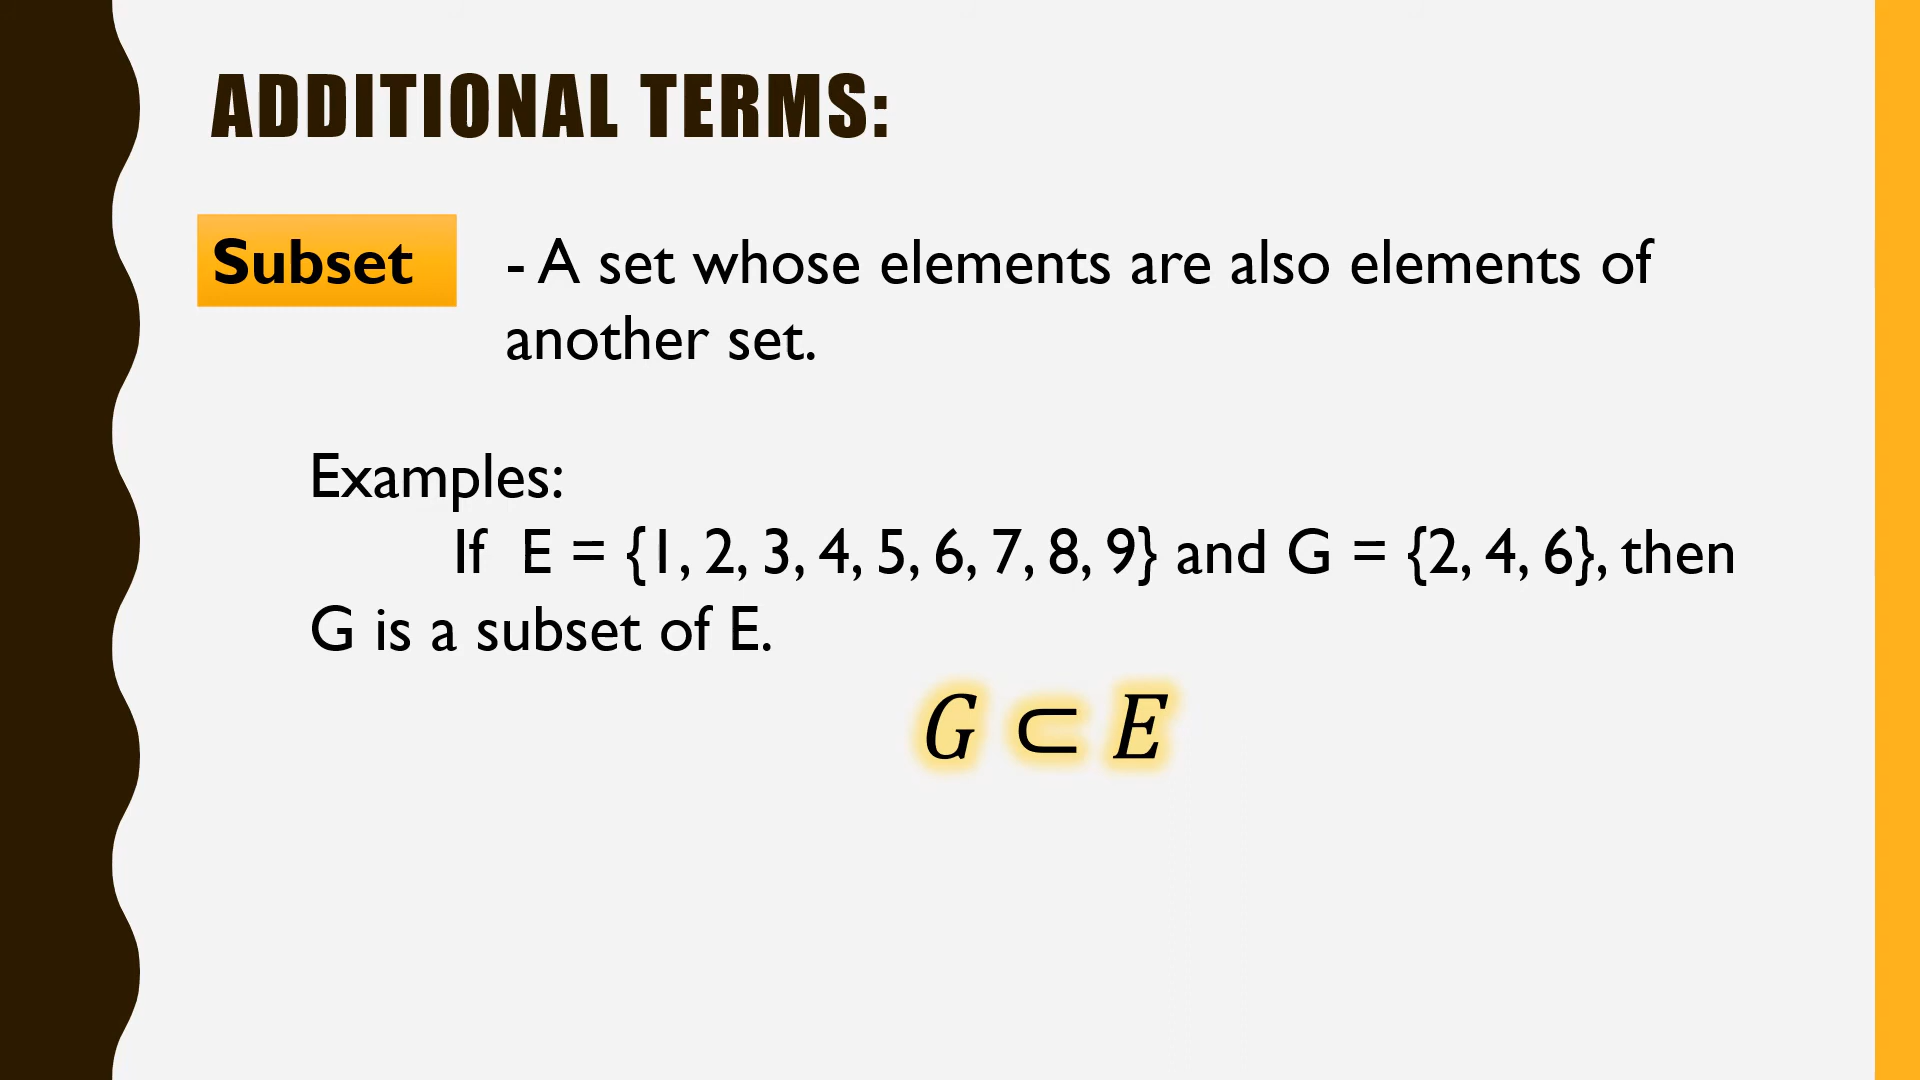 ADDITIONAL TERMS:
Subset - A set whose elements are also elements of
another set.
Examples:
If E = {1, 2, 3, 4, 5, 6, 7, 8, 9} and G = {2, 4, 6}, then
G is a subset of E.
G ⊂ E